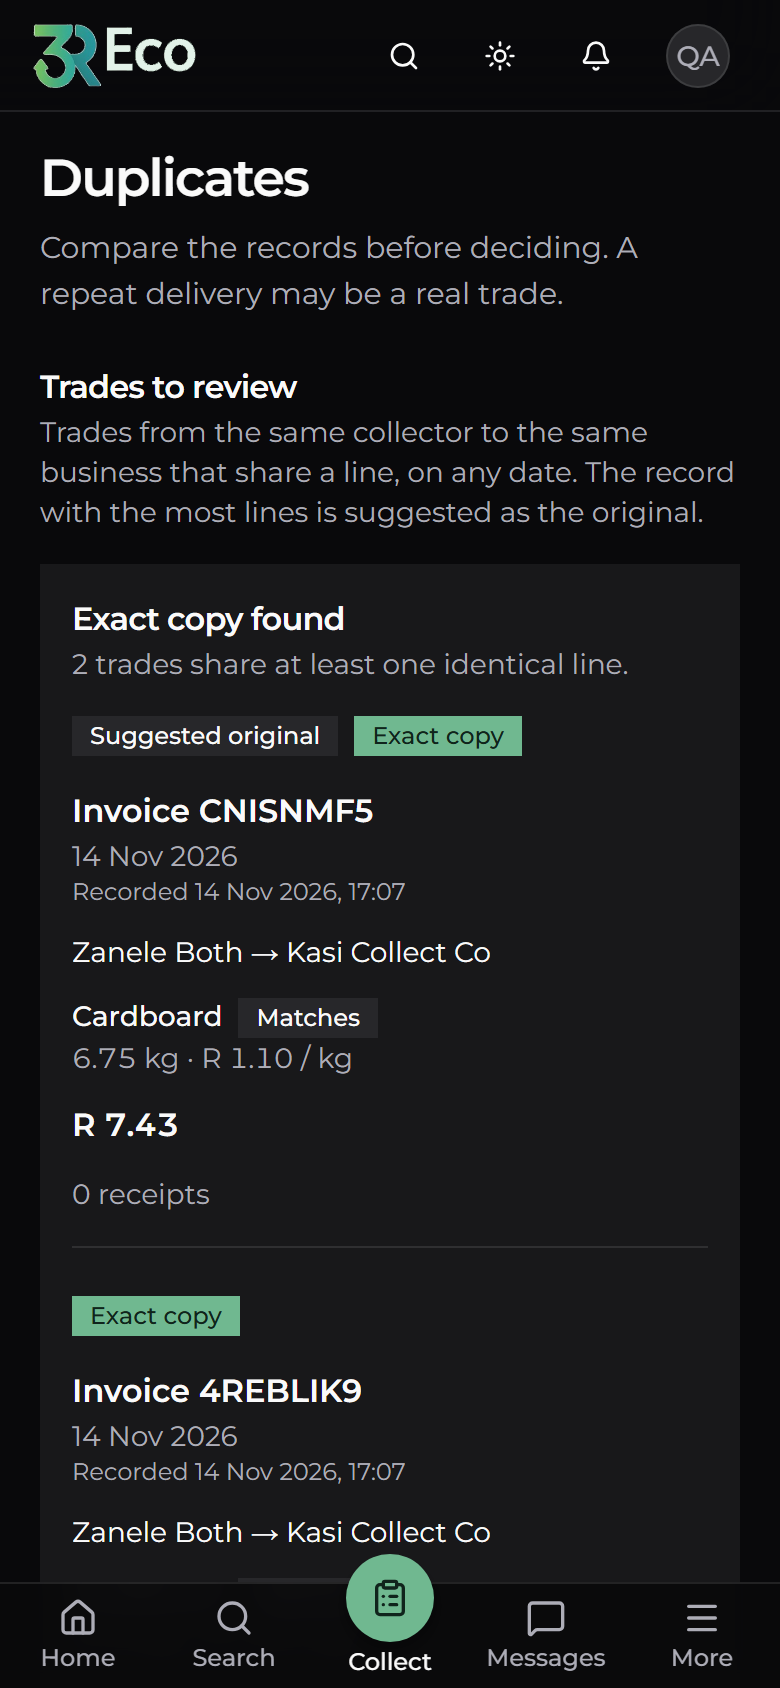 3R Eco
QA
Duplicates
Compare the records before deciding. A
repeat delivery may be a real trade.
Trades to review
Trades from the same collector to the same
business that share a line, on any date. The record
with the most lines is suggested as the original.
Exact copy found
2 trades share at least one identical line.
Suggested original Exact copy
Invoice CNISNMF5
14 Nov 2026
Recorded 14 Nov 2026, 17:07
Zanele Both → Kasi Collect Co
Cardboard Matches
6.75 kg · R 1.10 / kg
R 7.43
0 receipts
Exact copy
Invoice 4REBLIK9
14 Nov 2026
Recorded 14 Nov 2026, 17:07
Zanele Both → Kasi Collect Co
Home Search Collect Messages More